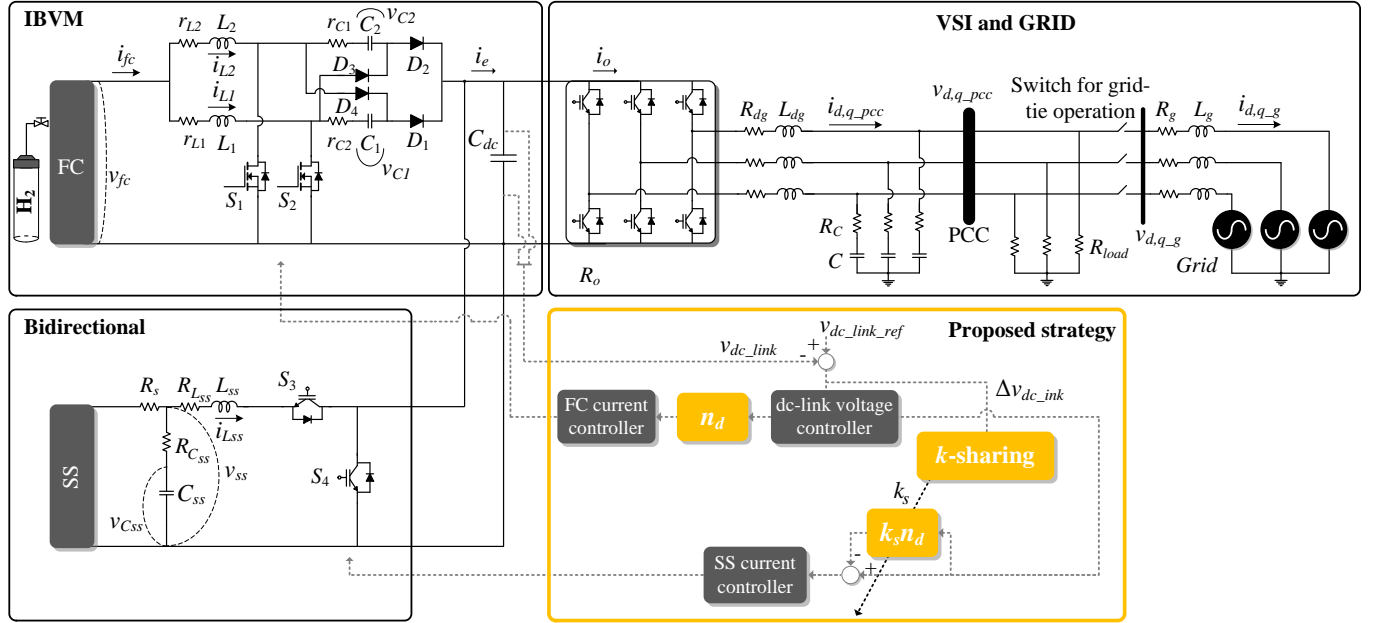 IBVM
i_fc
r_L2
L_2
i_L2
i_L1
r_L1
L_1
r_C1
C_2
v_C2
D_3
D_2
D_4
r_C2
C_1
v_C1
D_1
S_1
S_2
i_e
C_dc
H_2
FC
v_fc
VSI and GRID
i_o
R_o
R_dg
L_dg
i_d,q_pcc
v_d,q_pcc
Switch for grid-
tie operation
R_g
L_g
i_d,q_g
R_C
C
PCC
R_load
v_d,q_g
Grid
Bidirectional
SS
R_s
R_Lss
L_ss
i_Lss
S_3
R_Css
v_ss
C_ss
v_Css
S_4
Proposed strategy
v_dc_link_ref
+
-
v_dc_link
Δv_dc_ink
FC current
controller
n_d
dc-link voltage
controller
k-sharing
k_s
k_s n_d
-
+
SS current
controller